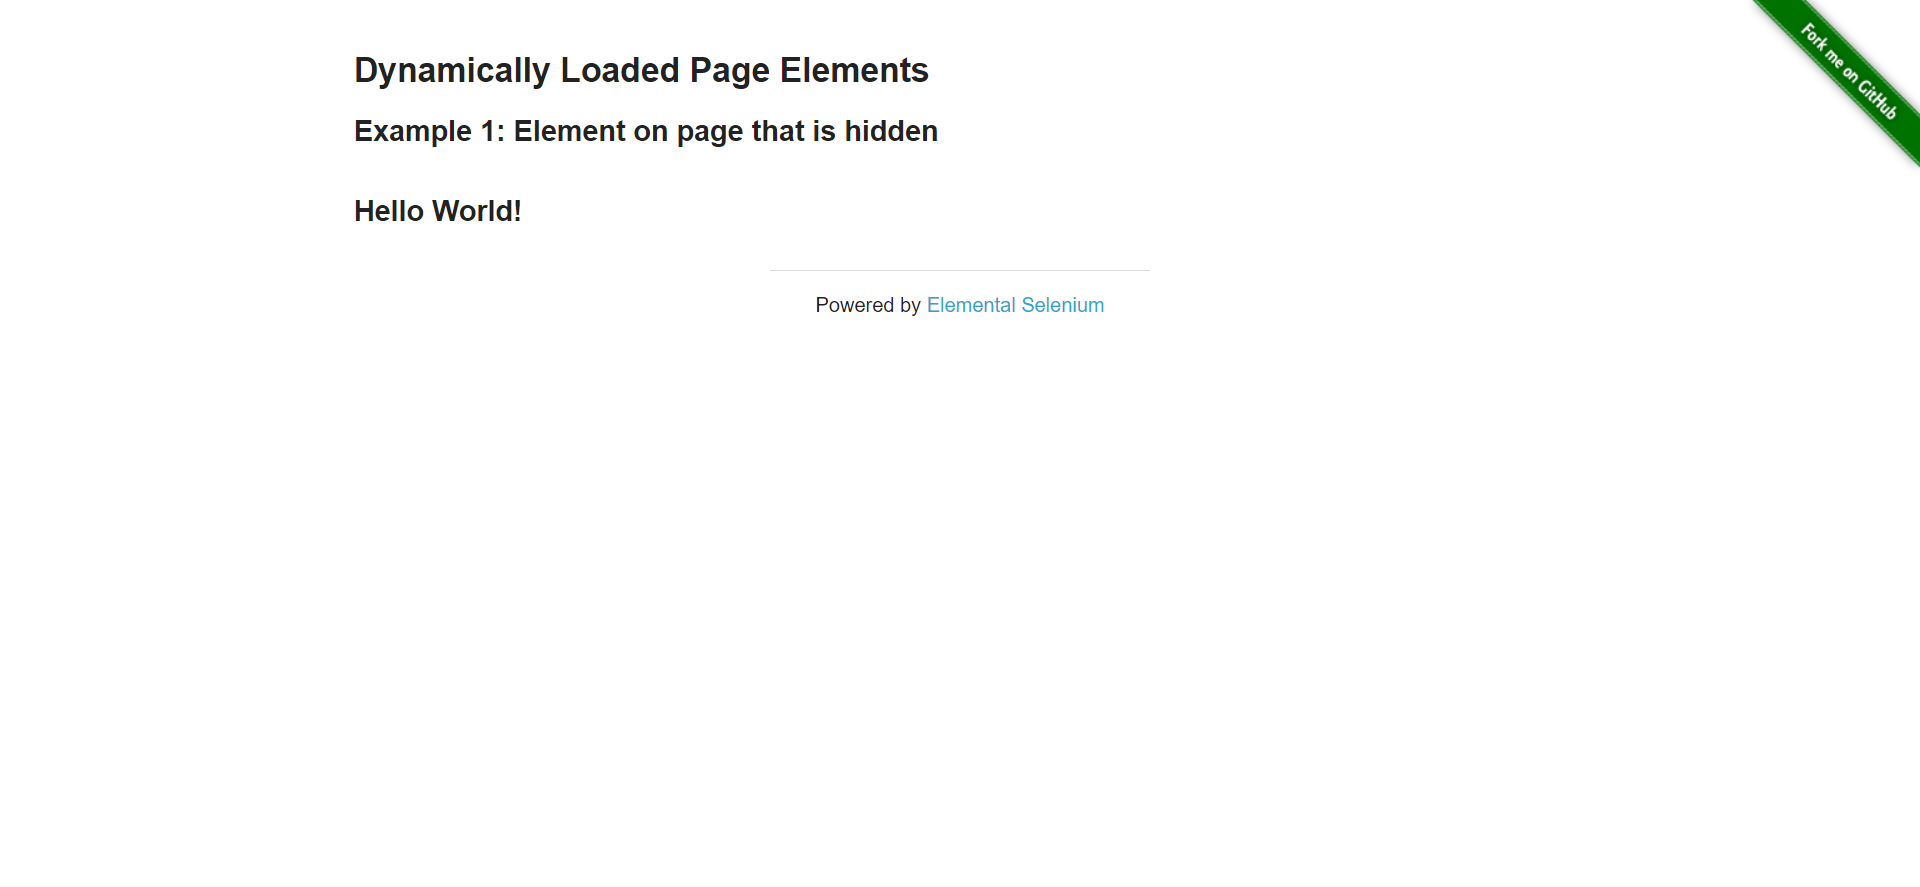 Dynamically Loaded Page Elements
Example 1: Element on page that is hidden
Hello World!
Powered by Elemental Selenium
Fork me on GitHub